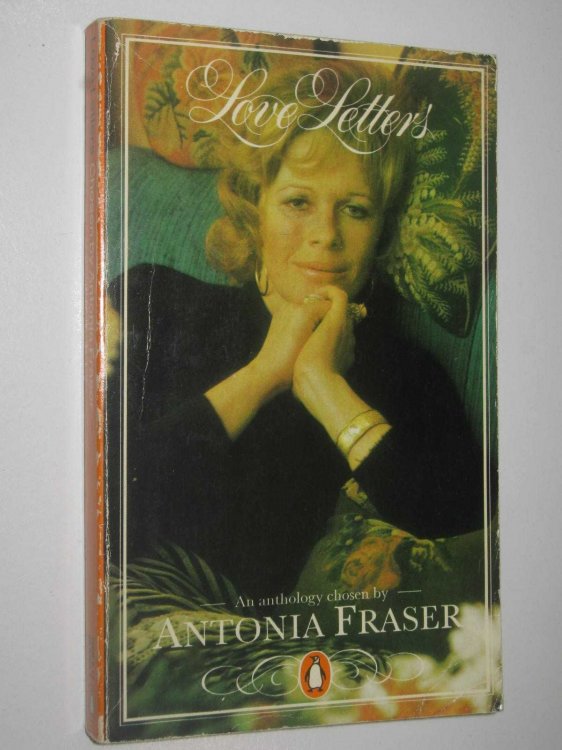 Love Letters
An anthology chosen by
ANTONIA FRASER